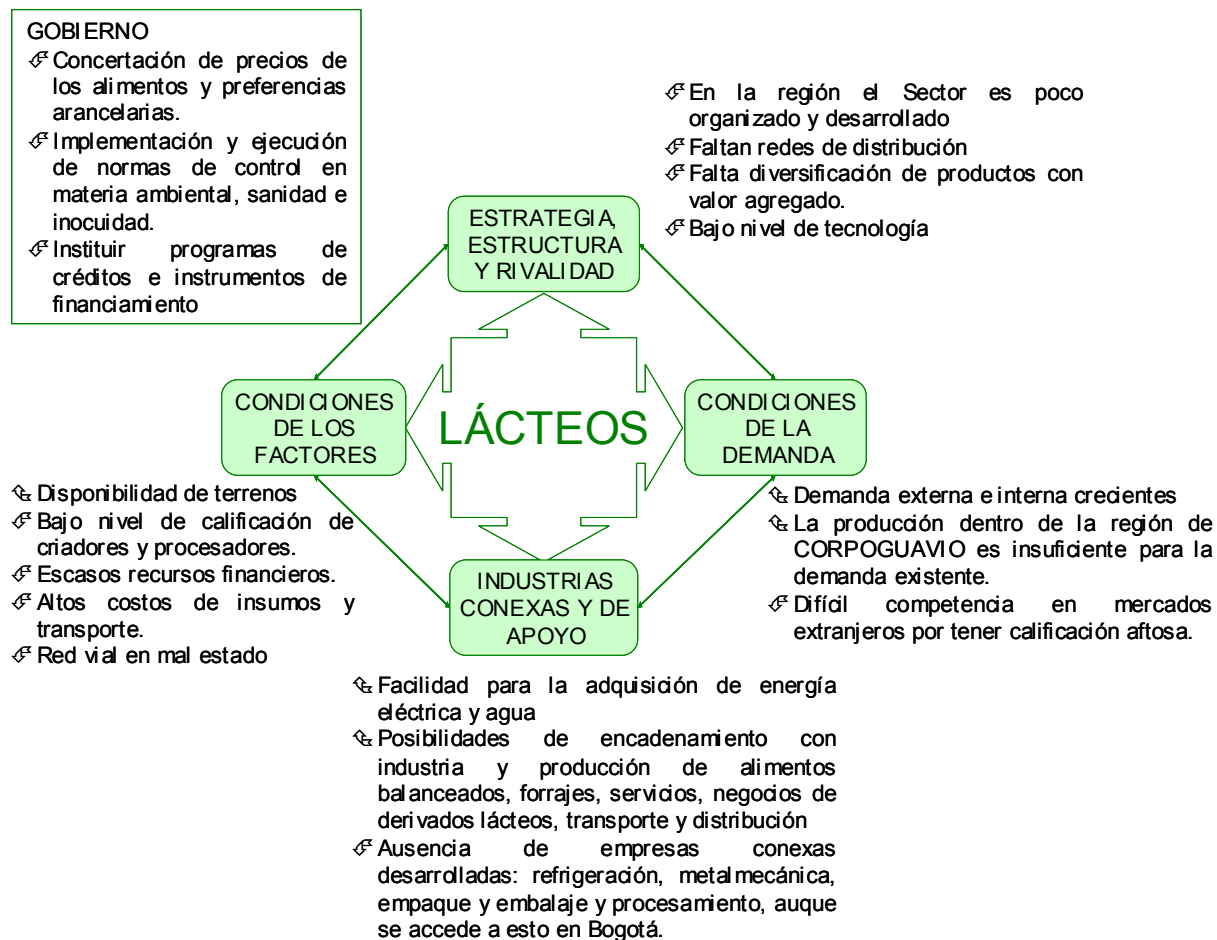 GOBIERNO
Concertación de precios de
los alimentos y preferencias
arancelarias.
Implementación y ejecución
de normas de control en
materia ambiental, sanidad e
inocuidad.
Instituir programas de
créditos e instrumentos de
financiamiento
En la región el Sector es poco
organizado y desarrollado
Faltan redes de distribución
Falta diversificación de productos con
valor agregado.
Bajo nivel de tecnología
ESTRATEGIA,
ESTRUCTURA
Y RIVALIDAD
CONDICIONES
DE LOS
FACTORES
LÁCTEOS
CONDICIONES
DE LA
DEMANDA
Disponibilidad de terrenos
Bajo nivel de calificación de
criadores y procesadores.
Escasos recursos financieros.
Altos costos de insumos y
transporte.
Red vial en mal estado
Demanda externa e interna crecientes
La producción dentro de la región de
CORPOGUAVIO es insuficiente para la
demanda existente.
Difícil competencia en mercados
extranjeros por tener calificación aftosa.
INDUSTRIAS
CONEXAS Y DE
APOYO
Facilidad para la adquisición de energía
eléctrica y agua
Posibilidades de encadenamiento con
industria y producción de alimentos
balanceados, forrajes, servicios, negocios de
derivados lácteos, transporte y distribución
Ausencia de empresas conexas
desarrolladas: refrigeración, metalmecánica,
empaque y embalaje y procesamiento, auque
se accede a esto en Bogotá.